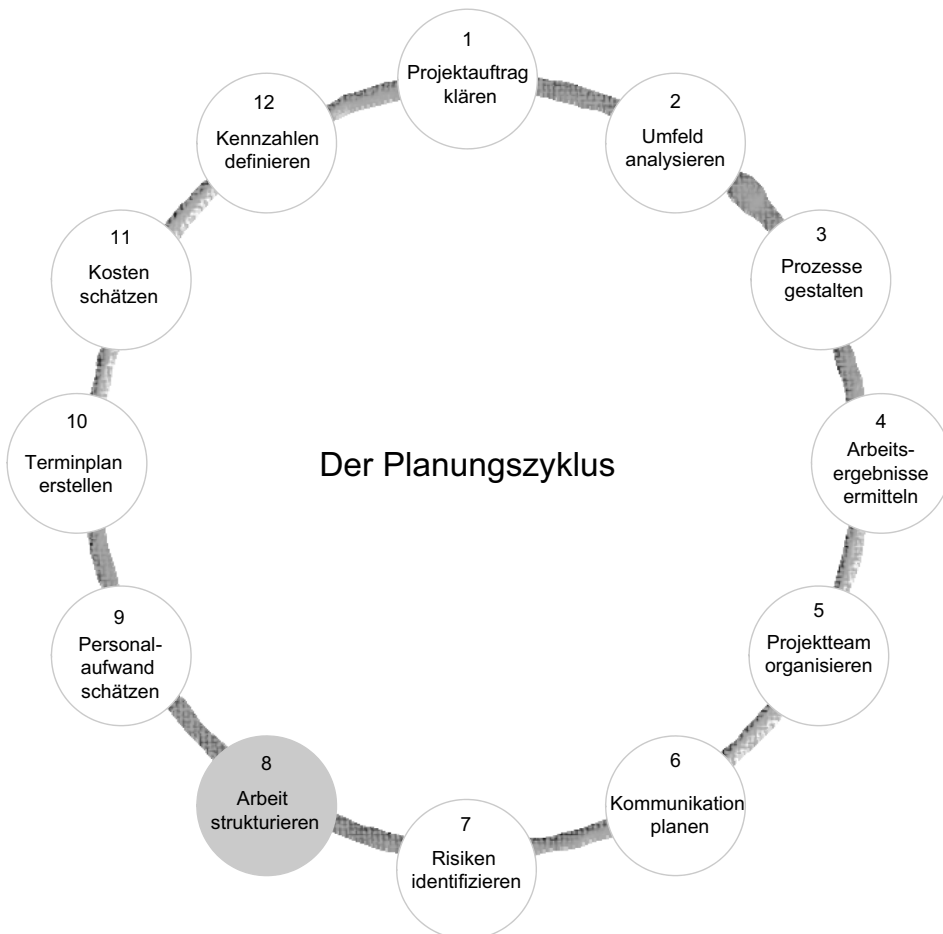 1
Projektauftrag
klären
2
Umfeld
analysieren
3
Prozesse
gestalten
4
Arbeits-
ergebnisse
ermitteln
5
Projektteam
organisieren
6
Kommunikation
planen
7
Risiken
identifizieren
8
Arbeit
strukturieren
9
Personal-
aufwand
schätzen
10
Terminplan
erstellen
11
Kosten
schätzen
12
Kennzahlen
definieren
Der Planungszyklus